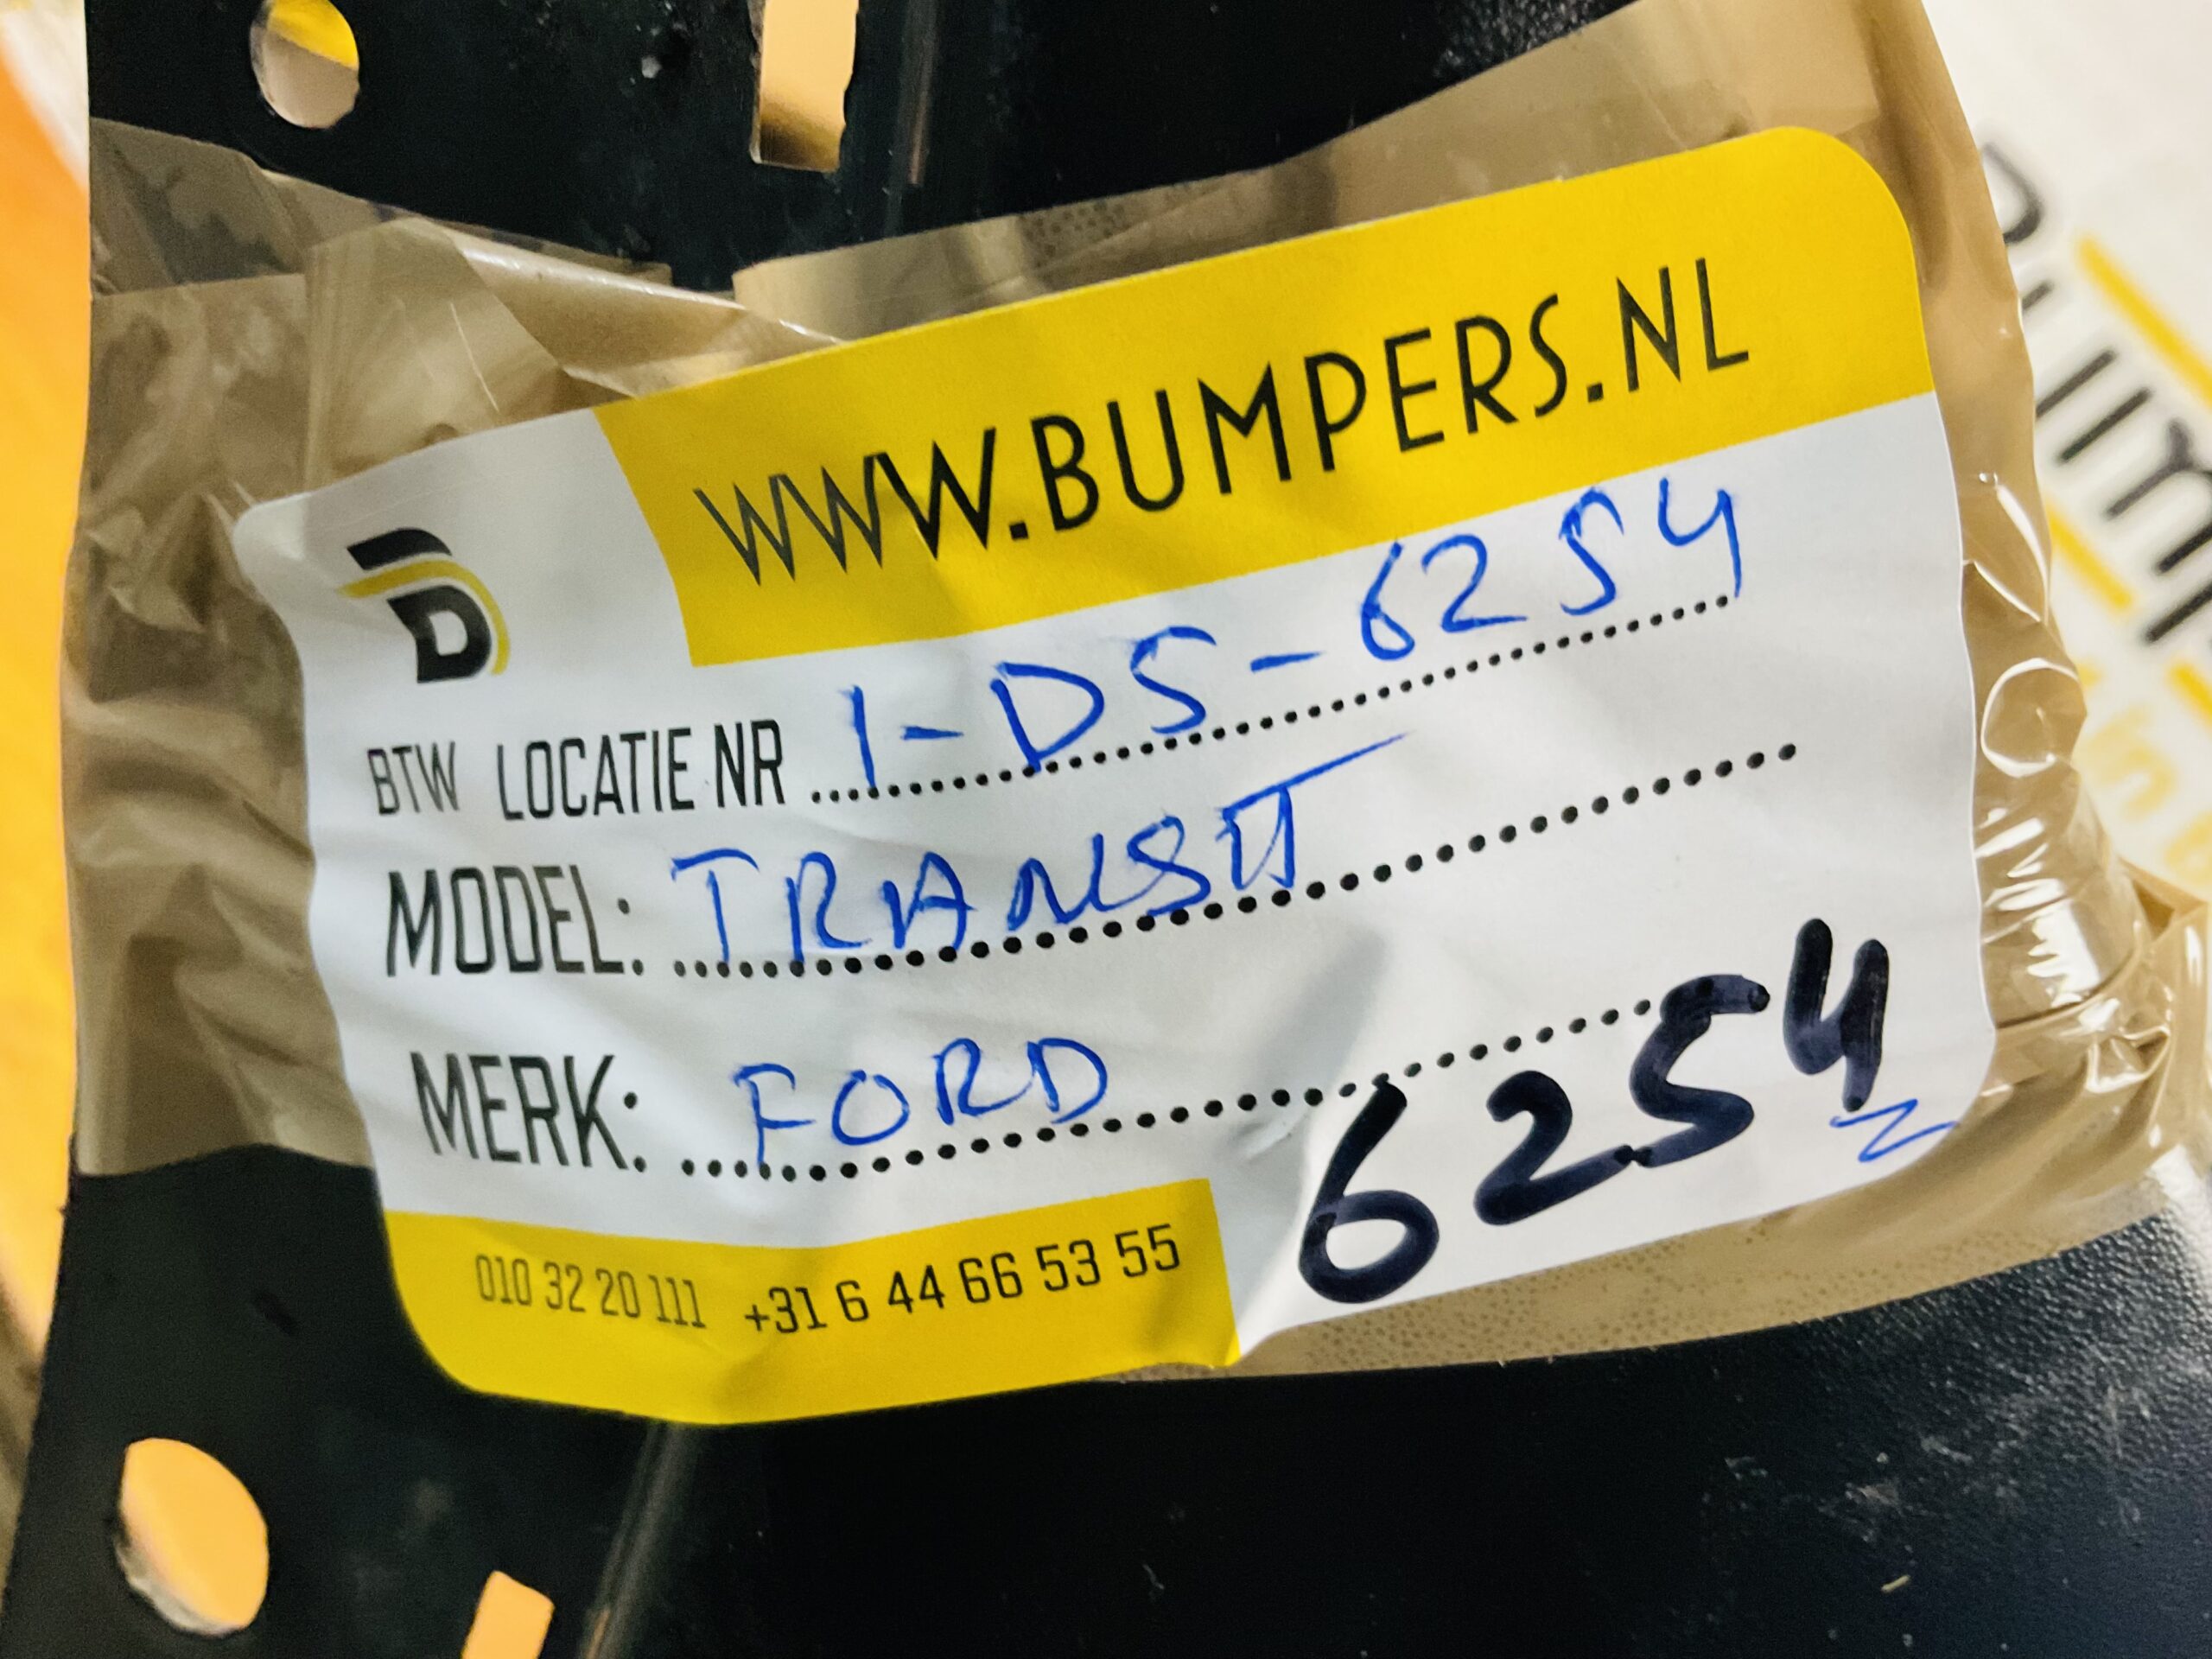 WWW.BUMPERS.NL
BTW LOCATIE NR 1-DS-6254
MODEL: TRANSIT
MERK: FORD
6254
010 32 20 111 +31 6 44 66 53 55